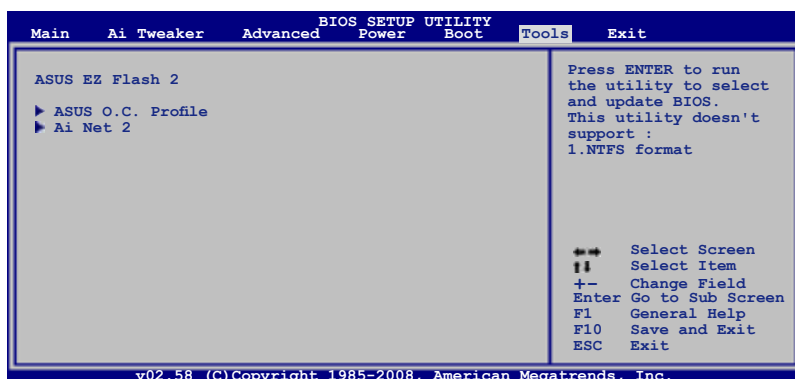 BIOS SETUP UTILITY
Main Ai Tweaker Advanced Power Boot Tools Exit
ASUS EZ Flash 2
ASUS O.C. Profile
Ai Net 2
Press ENTER to run
the utility to select
and update BIOS.
This utility doesn't
support :
1.NTFS format
Select Screen
Select Item
+- Change Field
Enter Go to Sub Screen
F1 General Help
F10 Save and Exit
ESC Exit
v02.58 (C)Copyright 1985-2008, American Megatrends, Inc.